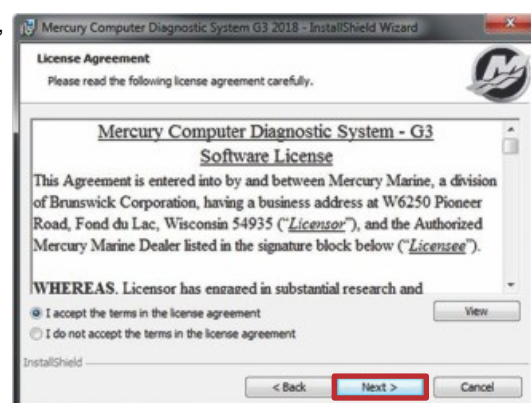 ,
Mercury Computer Diagnostic System G3 2018 - InstallShield Wizard
License Agreement
Please read the following license agreement carefully.
Mercury Computer Diagnostic System - G3
Software License
This Agreement is entered into by and between Mercury Marine, a division
of Brunswick Corporation, having a business address at W6250 Pioneer
Road, Fond du Lac, Wisconsin 54935 ("Licensor"), and the Authorized
Mercury Marine Dealer listed in the signature block below ("Licensee").
WHEREAS. Licensor has engaged in substantial research and
I accept the terms in the license agreement
View
I do not accept the terms in the license agreement
InstallShield
< Back
Next >
Cancel